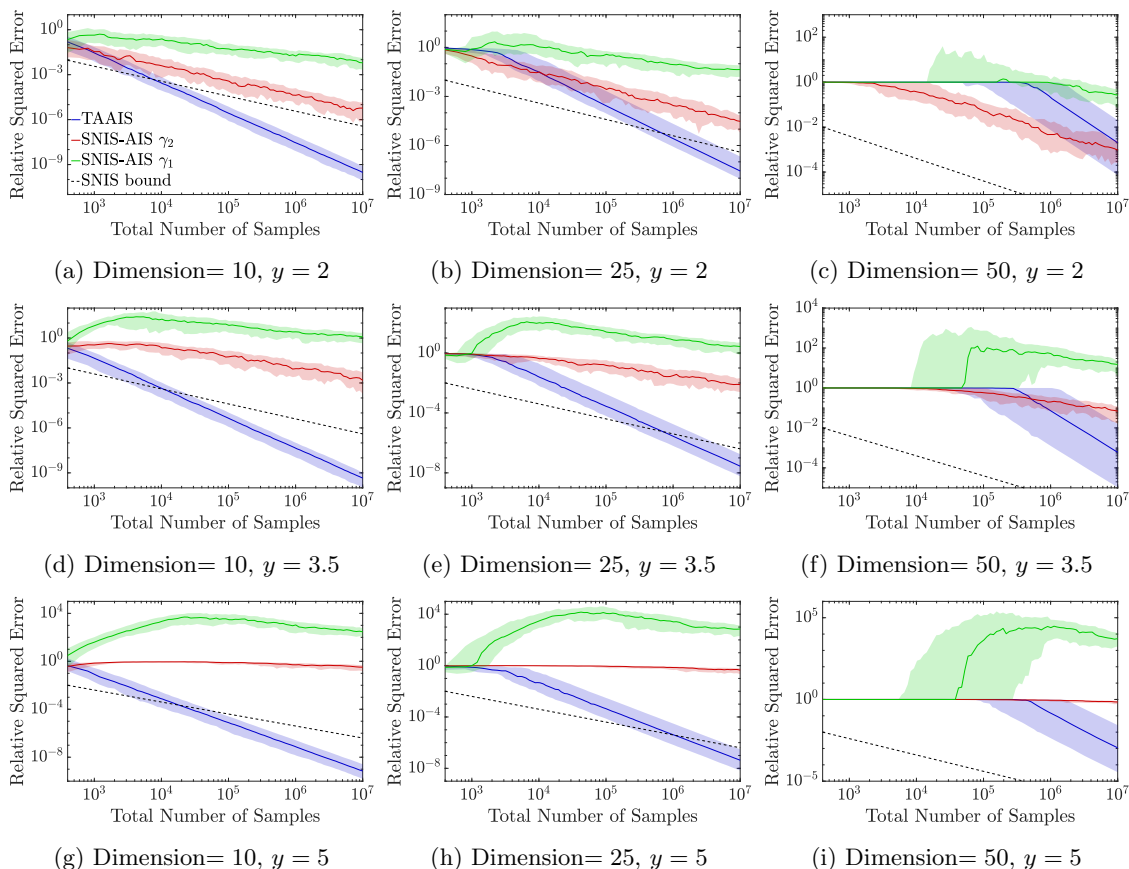 Relative Squared Error
10^0
10^-3
10^-6
10^-9
TAAIS
SNIS-AIS γ2
SNIS-AIS γ1
SNIS bound
10^3 10^4 10^5 10^6 10^7
Total Number of Samples
(a) Dimension= 10, y = 2
Relative Squared Error
10^0
10^-3
10^-6
10^-9
10^3 10^4 10^5 10^6 10^7
Total Number of Samples
(b) Dimension= 25, y = 2
Relative Squared Error
10^2
10^0
10^-2
10^-4
10^3 10^4 10^5 10^6 10^7
Total Number of Samples
(c) Dimension= 50, y = 2
Relative Squared Error
10^0
10^-3
10^-6
10^-9
10^3 10^4 10^5 10^6 10^7
Total Number of Samples
(d) Dimension= 10, y = 3.5
Relative Squared Error
10^0
10^-4
10^-8
10^3 10^4 10^5 10^6 10^7
Total Number of Samples
(e) Dimension= 25, y = 3.5
Relative Squared Error
10^4
10^2
10^0
10^-2
10^-4
10^3 10^4 10^5 10^6 10^7
Total Number of Samples
(f) Dimension= 50, y = 3.5
Relative Squared Error
10^4
10^0
10^-4
10^-8
10^3 10^4 10^5 10^6 10^7
Total Number of Samples
(g) Dimension= 10, y = 5
Relative Squared Error
10^4
10^0
10^-4
10^-8
10^3 10^4 10^5 10^6 10^7
Total Number of Samples
(h) Dimension= 25, y = 5
Relative Squared Error
10^5
10^0
10^-5
10^3 10^4 10^5 10^6 10^7
Total Number of Samples
(i) Dimension= 50, y = 5